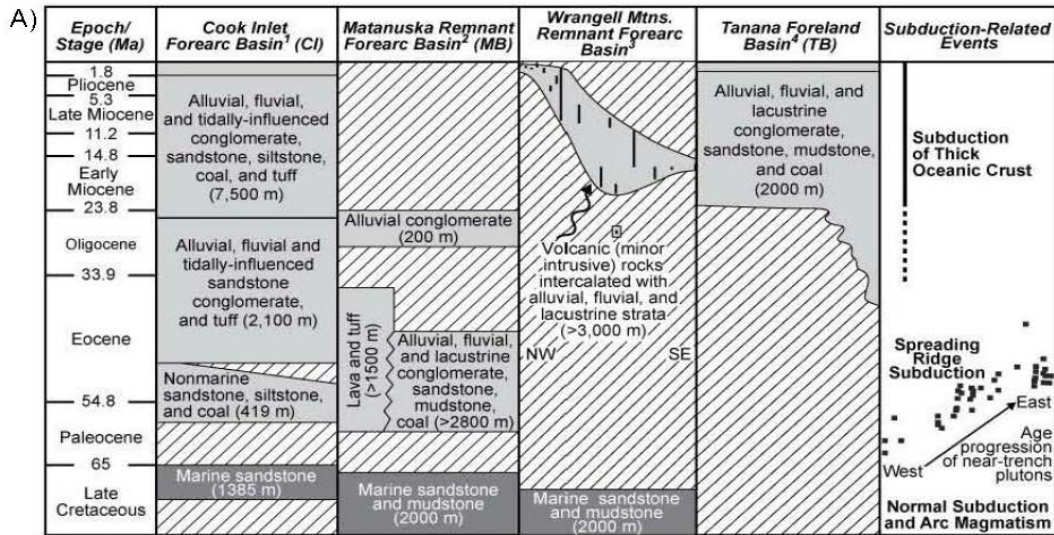 A)
Epoch/
Stage (Ma)
Cook Inlet
Forearc Basin¹ (CI)
Matanuska Remnant
Forearc Basin² (MB)
Wrangell Mtns.
Remnant Forearc
Basin³
Tanana Foreland
Basin⁴ (TB)
Subduction-Related
Events
1.8
Pliocene
5.3
Late Miocene
11.2
14.8
Early
Miocene
23.8
Oligocene
33.9
Eocene
54.8
Paleocene
65
Late
Cretaceous
Alluvial, fluvial,
and tidally-influenced
conglomerate,
sandstone, siltstone,
coal, and tuff
(7,500 m)
Alluvial, fluvial and
tidally-influenced
sandstone
conglomerate,
and tuff (2,100 m)
Nonmarine
sandstone, siltstone,
and coal (419 m)
Marine sandstone
(1385 m)
Alluvial conglomerate
(200 m)
Lava and tuff
(>1500 m)
Alluvial, fluvial,
and lacustrine
conglomerate,
sandstone,
mudstone,
coal (>2800 m)
Marine sandstone
and mudstone
(2000 m)
Volcanic (minor
intrusive) rocks
intercalated with
alluvial, fluvial, and
lacustrine strata
(>3,000 m)
NW
SE
Marine sandstone
and mudstone
(2000 m)
Alluvial, fluvial, and
lacustrine
conglomerate,
sandstone, mudstone,
and coal
(2000 m)
Subduction
of Thick
Oceanic Crust
Spreading
Ridge
Subduction
East
Age
progression
of near-trench
plutons
West
Normal Subduction
and Arc Magmatism